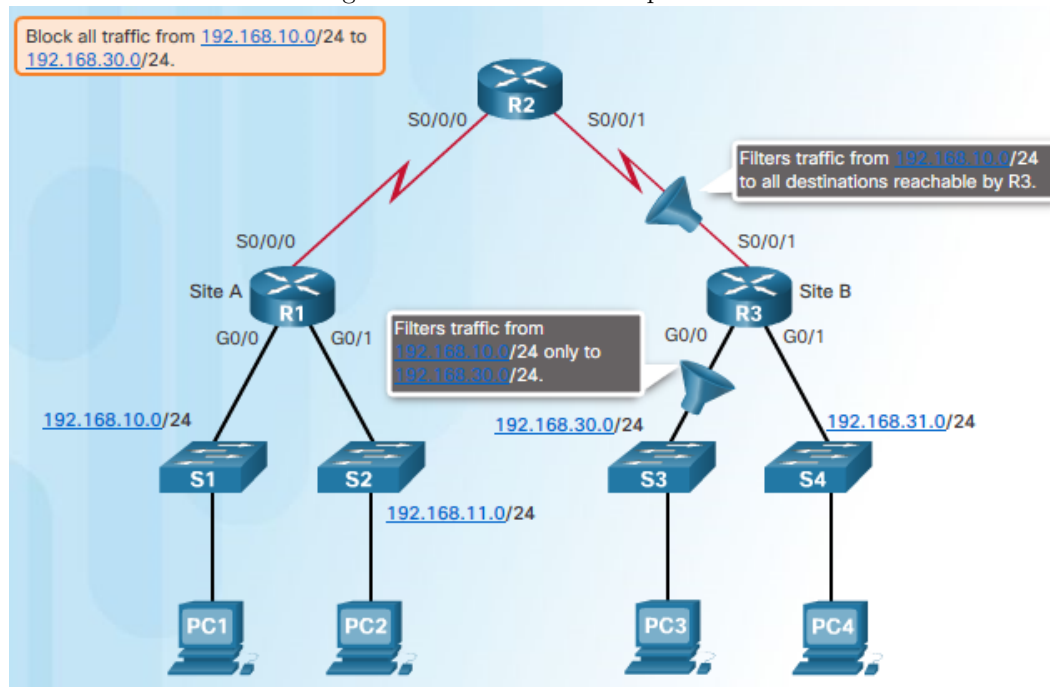 Block all traffic from 192.168.10.0/24 to
192.168.30.0/24.
R2
S0/0/0
S0/0/1
Filters traffic from 192.168.10.0/24
to all destinations reachable by R3.
S0/0/0
S0/0/1
Site A
R1
R3
Site B
G0/0
G0/1
Filters traffic from
192.168.10.0/24 only to
192.168.30.0/24.
G0/0
G0/1
192.168.10.0/24
192.168.30.0/24
192.168.31.0/24
S1
S2
S3
S4
192.168.11.0/24
PC1
PC2
PC3
PC4